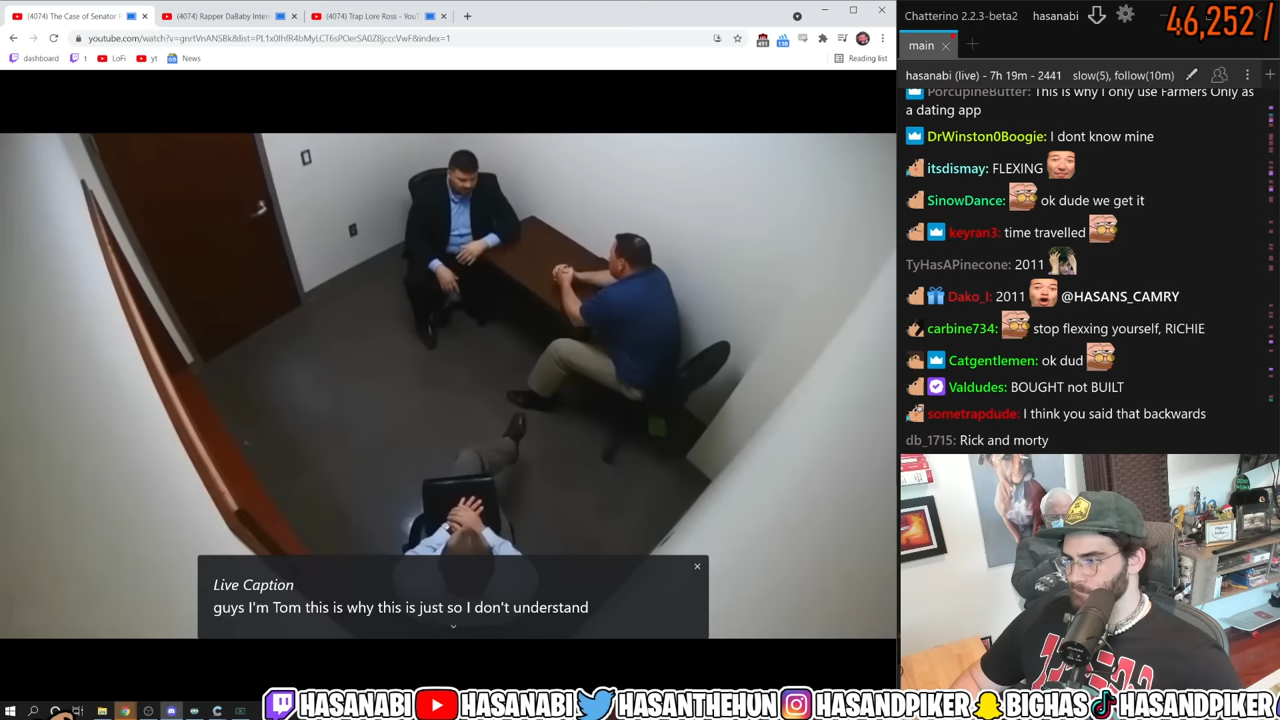 (4074) The Case of Senator R
(4074) Rapper DaBaby Inter
(4074) Trap Lore Ross - YouT
youtube.com/watch?v=gnrtVnANSBk&list=PL1x0lhfR4bMyLCT6sPOerSA0Z8jcccVwF&index=1
491
138
dashboard
t
LoFi
yt
News
Reading list
Live Caption
guys I'm Tom this is why this is just so I don't understand
Chatterino 2.2.3-beta2
hasanabi
46,252 /
main
hasanabi (live) - 7h 19m - 2441
slow(5), follow(10m)
PorcupineButter: This is why I only use Farmers Only as
a dating app
DrWinston0Boogie: I dont know mine
itsdismay: FLEXING
SinowDance: ok dude we get it
keyran3: time travelled
TyHasAPinecone: 2011
Dako_I: 2011 @HASANS_CAMRY
carbine734: stop flexxing yourself, RICHIE
Catgentlemen: ok dud
Valdudes: BOUGHT not BUILT
sometrapdude: I think you said that backwards
db_1715: Rick and morty
HASANABI
HASANABI
HASANTHEHUN
HASANDPIKER
BIGHAS
HASANDPIKER